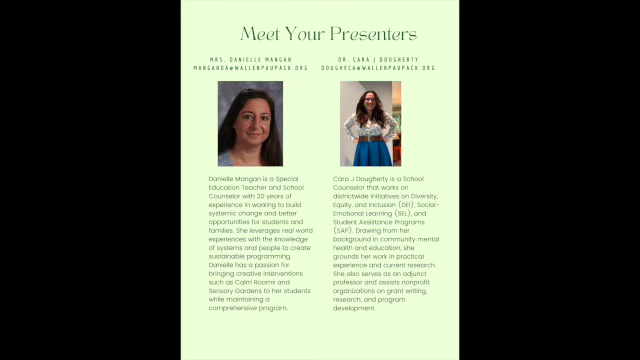 Meet Your Presenters
MRS. DANIELLE MANGAN
MANGANDA@WALLENPAUPACK.ORG
DR. CARA J DOUGHERTY
DOUGHECA@WALLENPAUPACK.ORG
Danielle Mangan is a Special
Education Teacher and School
Counselor with 20 years of
experience in working to build
systemic change and better
opportunities for students and
families. She leverages real world
experiences with the knowledge
of systems and people to create
sustainable programming.
Danielle has a passion for
bringing creative interventions
such as Calm Rooms and
Sensory Gardens to her students
while maintaining a
comprehensive program.
Cara J Dougherty is a School
Counselor that works on
districtwide initiatives on Diversity,
Equity, and Inclusion (DEI), Social-
Emotional Learning (SEL), and
Student Assistance Programs
(SAP). Drawing from her
background in community mental
health and education, she
grounds her work in practical
experience and current research.
She also serves as an adjunct
professor and assists nonprofit
organizations on grant writing,
research, and program
development.